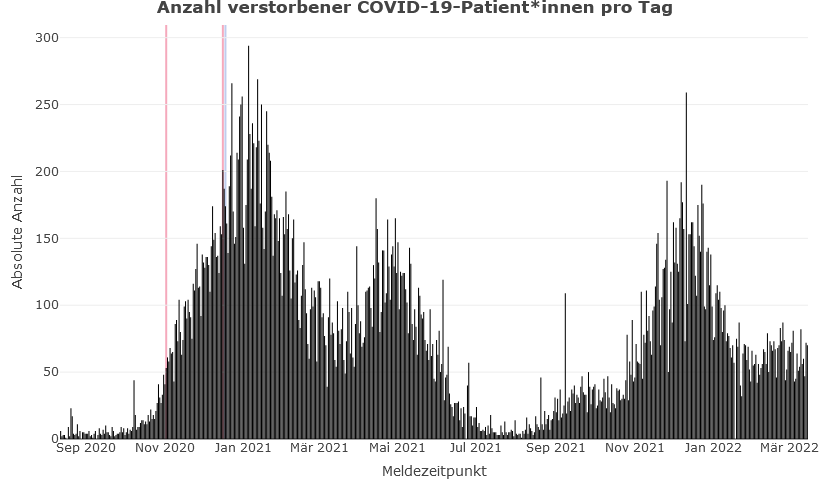 Anzahl verstorbener COVID-19-Patient*innen pro Tag
300
250
200
150
100
50
0
Absolute Anzahl
Sep 2020 Nov 2020 Jan 2021 Mär 2021 Mai 2021 Jul 2021 Sep 2021 Nov 2021 Jan 2022 Mär 2022
Meldezeitpunkt